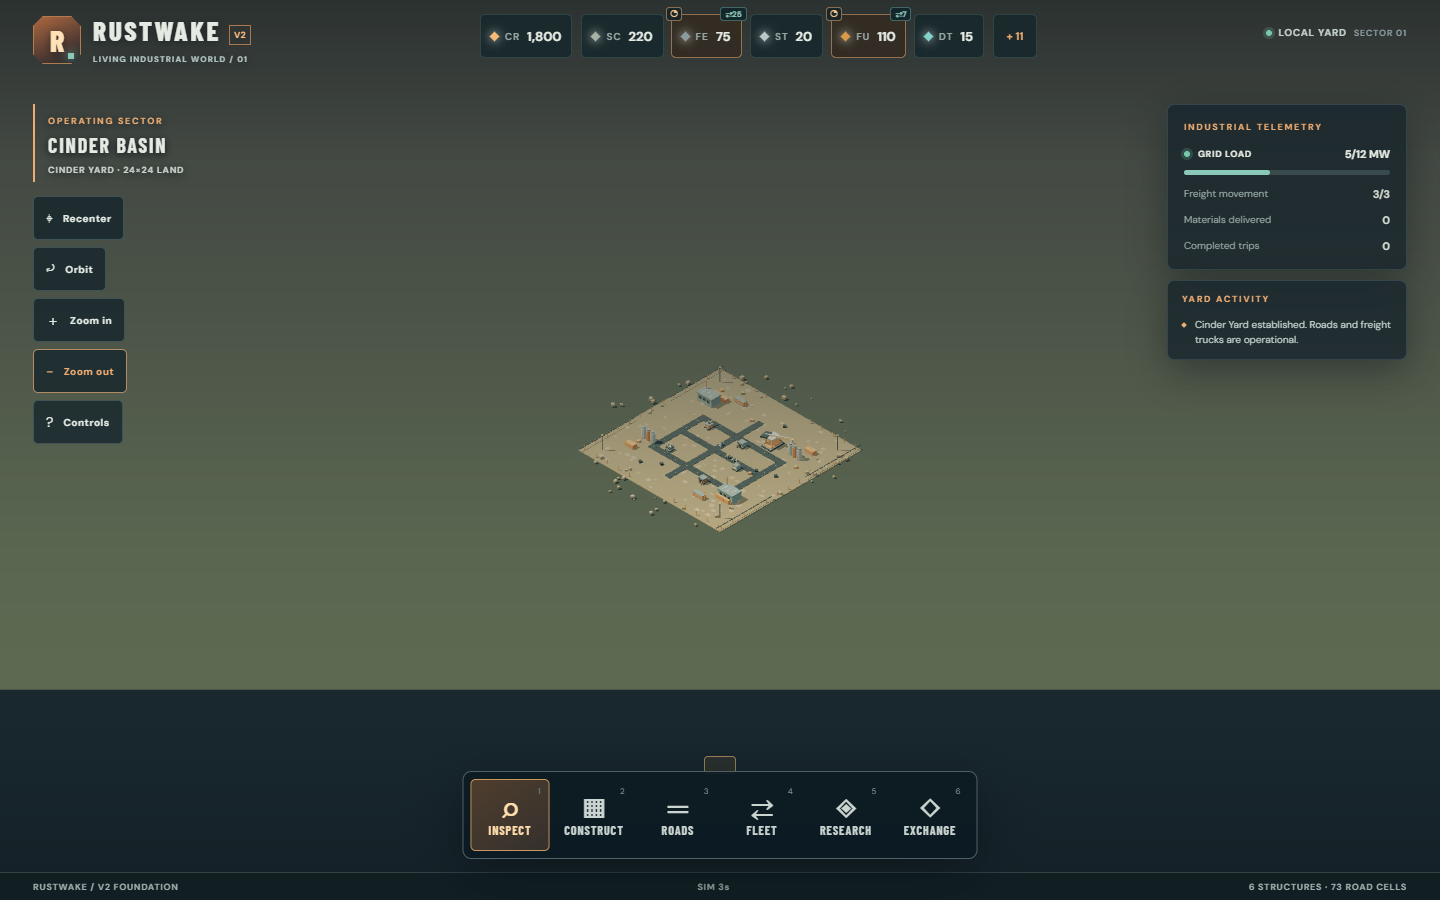 R
RUSTWAKE V2
LIVING INDUSTRIAL WORLD / 01
CR 1,800
SC 220
⇄25
FE 75
ST 20
⇄7
FU 110
DT 15
+ 11
LOCAL YARD SECTOR 01
OPERATING SECTOR
CINDER BASIN
CINDER YARD · 24×24 LAND
Recenter
Orbit
+ Zoom in
− Zoom out
? Controls
INDUSTRIAL TELEMETRY
GRID LOAD 5/12 MW
Freight movement 3/3
Materials delivered 0
Completed trips 0
YARD ACTIVITY
Cinder Yard established. Roads and freight
trucks are operational.
1
INSPECT
2
CONSTRUCT
3
ROADS
4
FLEET
5
RESEARCH
6
EXCHANGE
RUSTWAKE / V2 FOUNDATION
SIM 3s
6 STRUCTURES · 73 ROAD CELLS